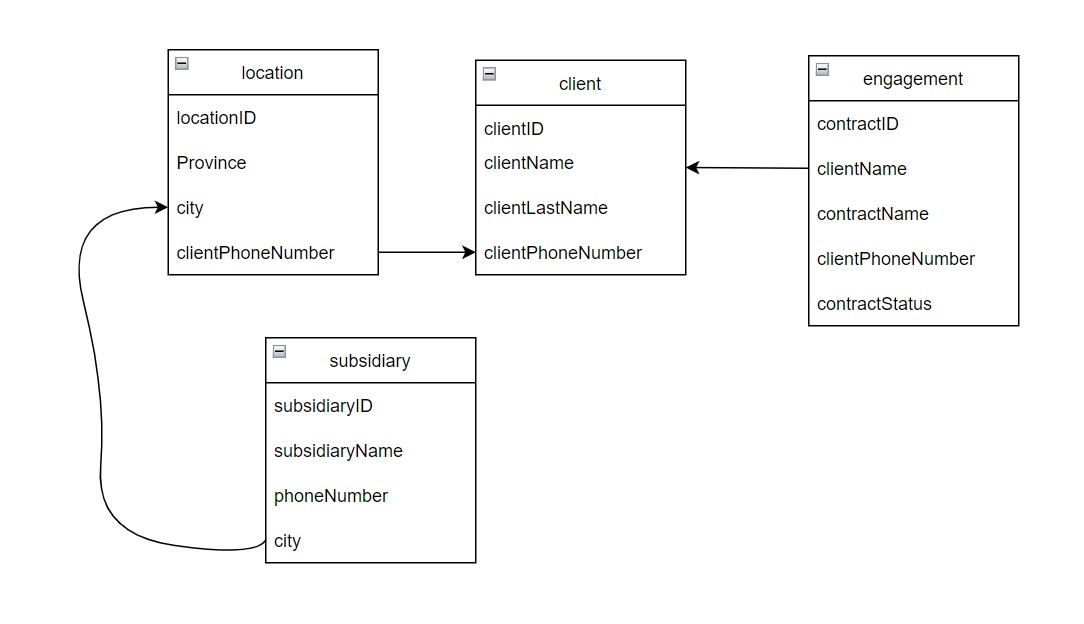 location
locationID
Province
city
clientPhoneNumber
client
clientID
clientName
clientLastName
clientPhoneNumber
engagement
contractID
clientName
contractName
clientPhoneNumber
contractStatus
subsidiary
subsidiaryID
subsidiaryName
phoneNumber
city